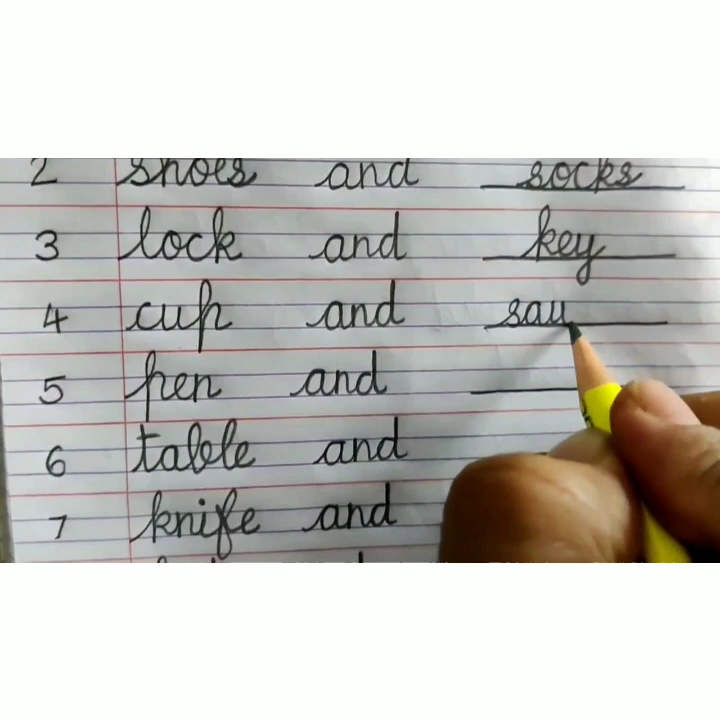 2 shoes and socks
3 lock and key
4 cup and sau
5 pen and
6 table and
7 knife and